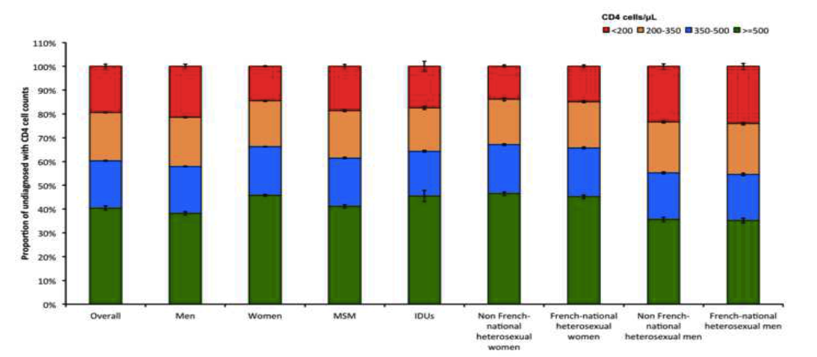 CD4 cells/µL
<200 200-350 350-500 >=500
Proportion of undiagnosed with CD4 cell counts
110%
100%
90%
80%
70%
60%
50%
40%
30%
20%
10%
0%
Overall
Men
Women
MSM
IDUs
Non French-
national
heterosexual
women
French-national
heterosexual
women
Non French-
national
heterosexual men
French-national
heterosexual men